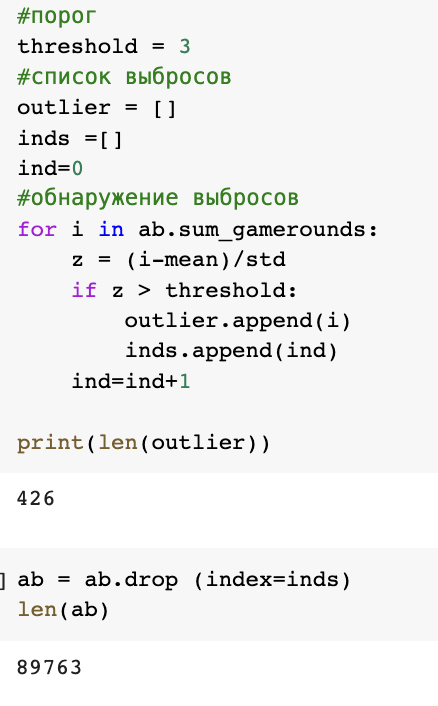 #порог
threshold = 3
#список выбросов
outlier = []
inds =[]
ind=0
#обнаружение выбросов
for i in ab.sum_gamerounds:
    z = (i-mean)/std
    if z > threshold:
        outlier.append(i)
        inds.append(ind)
    ind=ind+1
print(len(outlier))
426
] ab = ab.drop (index=inds)
len(ab)
89763